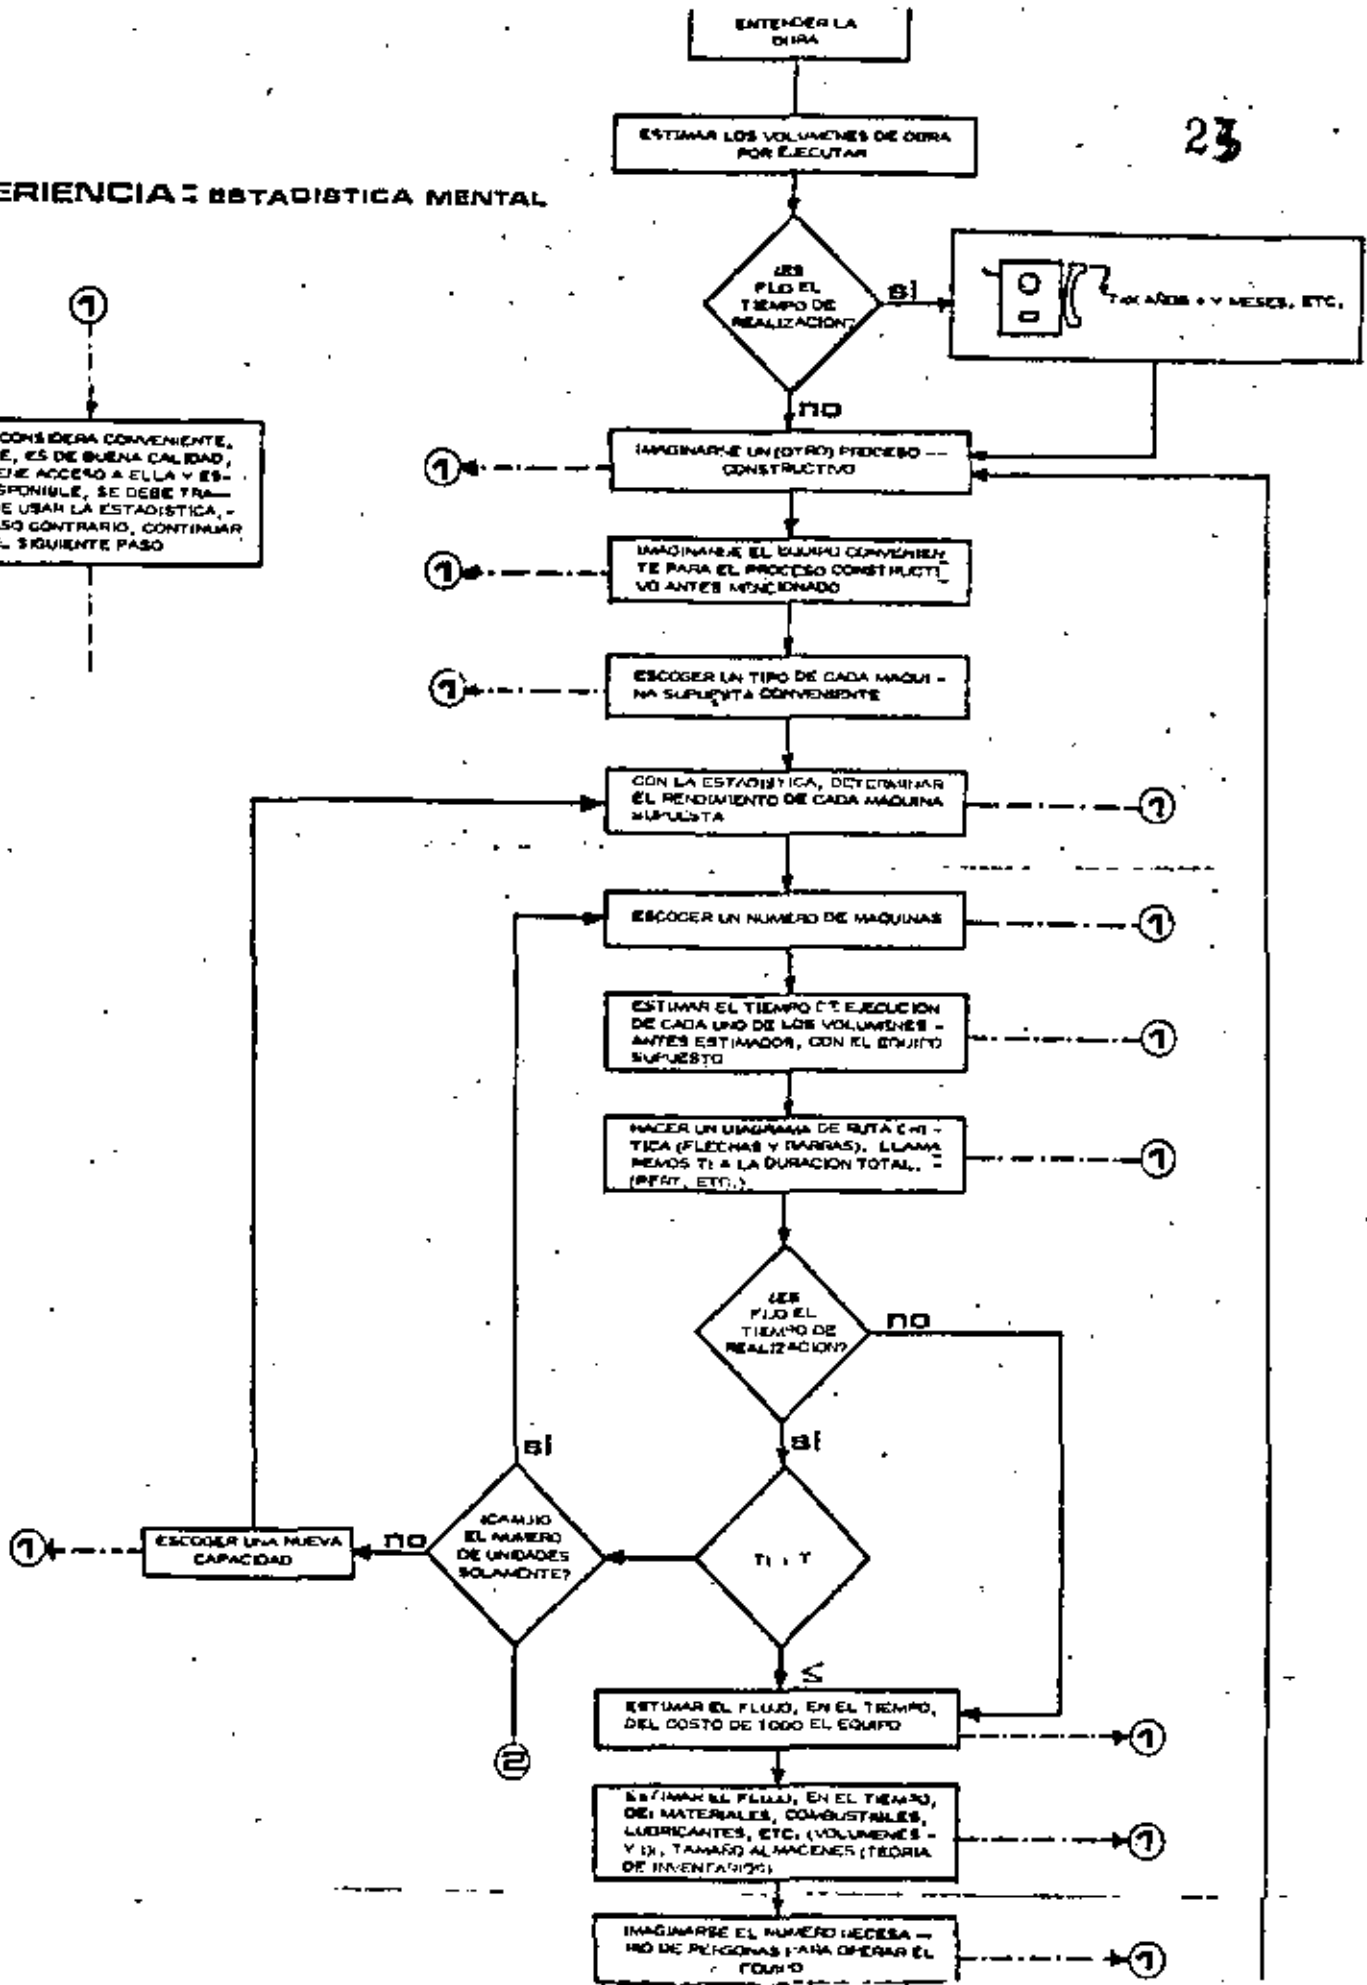 ENTENDER LA
OBRA
ESTIMAR LOS VOLUMENES DE OBRA
POR EJECUTAR
23
ERIENCIA: ESTADISTICA MENTAL
¿ES
FIJO EL
TIEMPO DE
REALIZACION?
sí
AÑOS + Y MESES, ETC.
no
1
CONSIDERA CONVENIENTE,
E, ES DE BUENA CALIDAD,
ENE ACCESO A ELLA Y ES-
SPONIBLE, SE DEBE TRA-
E USAR LA ESTADISTICA,-
SO CONTRARIO, CONTINUAR
L SIGUIENTE PASO
IMAGINARSE UN (OTRO) PROCESO --
CONSTRUCTIVO
1
IMAGINARSE EL EQUIPO CONVENIEN
TE PARA EL PROCESO CONSTRUCTI
VO ANTES MENCIONADO
1
ESCOGER UN TIPO DE CADA MAQUI -
NA SUPUESTA CONVENIENTE
1
CON LA ESTADISTICA, DETERMINAR
EL RENDIMIENTO DE CADA MAQUINA
SUPUESTA
1
ESCOGER UN NUMERO DE MAQUINAS
1
ESTIMAR EL TIEMPO DE EJECUCION
DE CADA UNO DE LOS VOLUMENES -
ANTES ESTIMADOS, CON EL EQUIPO
SUPUESTO
1
HACER UN DIAGRAMA DE RUTA CRI -
TICA (FLECHAS Y BARRAS). LLAMA
REMOS T1 A LA DURACION TOTAL.
(PERT, ETC.)
1
¿ES
FIJO EL
TIEMPO DE
REALIZACION?
no
sí
T1 : T
¿CAMBIO
EL NUMERO
DE UNIDADES
SOLAMENTE?
sí
no
ESCOGER UNA NUEVA
CAPACIDAD
1
2
≤
ESTIMAR EL FLUJO, EN EL TIEMPO,
DEL COSTO DE TODO EL EQUIPO
1
ESTIMAR EL FLUJO, EN EL TIEMPO,
DE: MATERIALES, COMBUSTIBLES,
LUBRICANTES, ETC. (VOLUMENES -
TAMAÑO ALMACENES (TEORIA
DE INVENTARIOS)
1
IMAGINARSE EL NUMERO NECESA --
RIO DE PERSONAS PARA OPERAR EL
EQUIPO
1